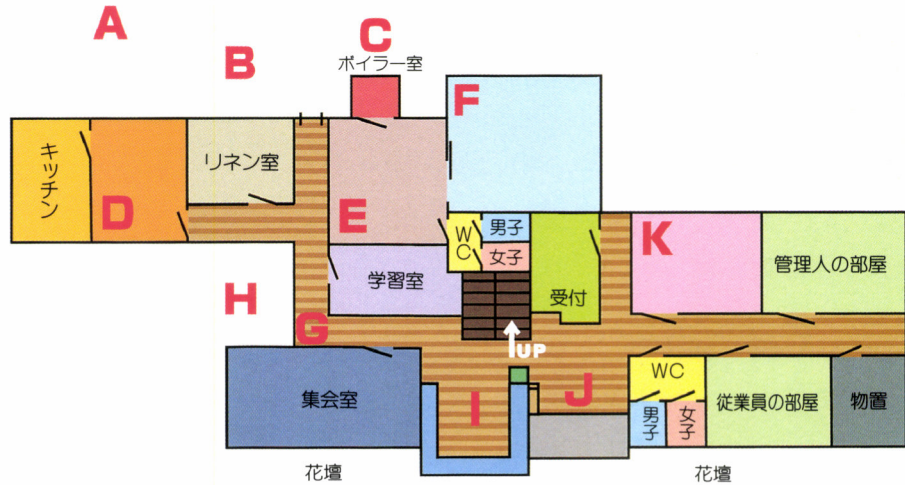 A
B
C
ボイラー室
F
キッチン
D
リネン室
E
WC
男子
女子
K
管理人の部屋
H
学習室
受付
G
UP
集会室
I
J
WC
男子
女子
従業員の部屋
物置
花壇
花壇